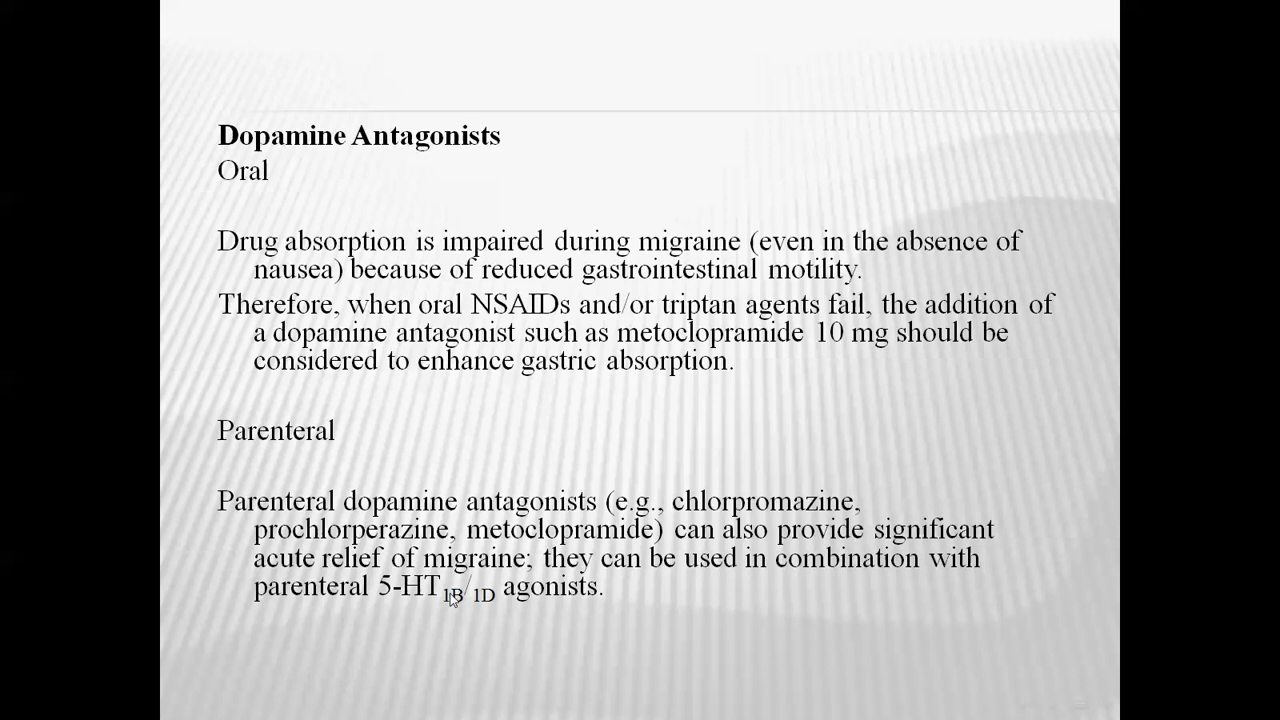 Dopamine Antagonists
Oral
Drug absorption is impaired during migraine (even in the absence of
nausea) because of reduced gastrointestinal motility.
Therefore, when oral NSAIDs and/or triptan agents fail, the addition of
a dopamine antagonist such as metoclopramide 10 mg should be
considered to enhance gastric absorption.
Parenteral
Parenteral dopamine antagonists (e.g., chlorpromazine,
prochlorperazine, metoclopramide) can also provide significant
acute relief of migraine; they can be used in combination with
parenteral 5-HT1B/1D agonists.